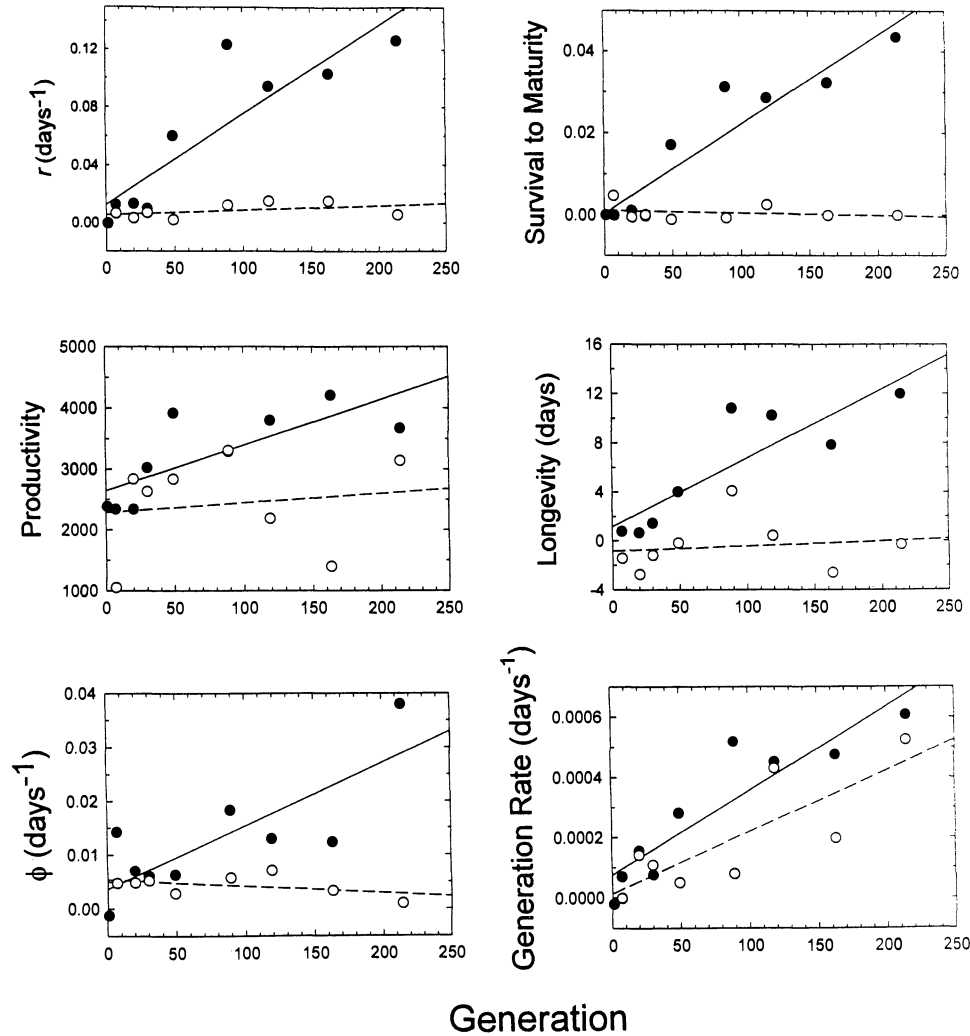 r (days-1)
0.12
0.08
0.04
0.00
0 50 100 150 200 250
Survival to Maturity
0.04
0.02
0.00
0 50 100 150 200 250
Productivity
5000
4000
3000
2000
1000
0 50 100 150 200 250
Longevity (days)
16
12
8
4
0
-4
0 50 100 150 200 250
ϕ (days-1)
0.04
0.03
0.02
0.01
0.00
0 50 100 150 200 250
Generation Rate (days-1)
0.0006
0.0004
0.0002
0.0000
0 50 100 150 200 250
Generation